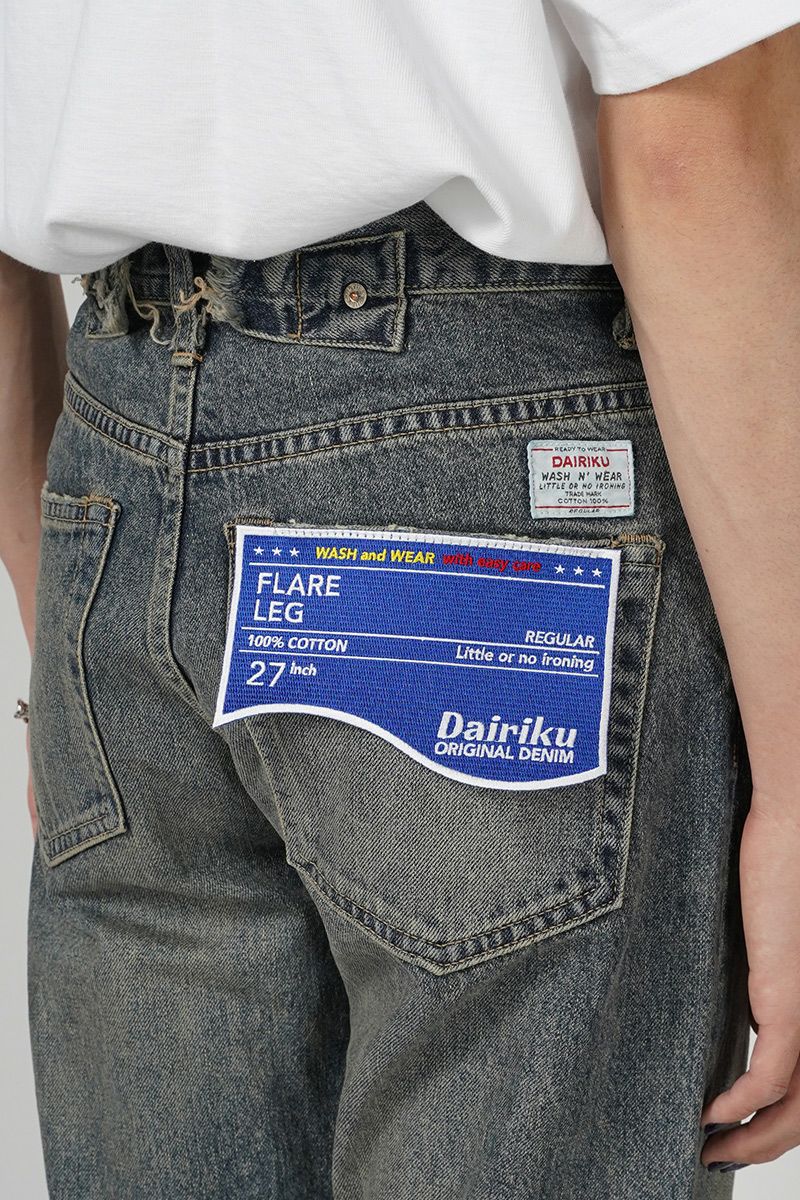 READY TO WEAR
DAIRIKU
WASH N' WEAR
LITTLE OR NO IRONING
TRADE MARK
COTTON 100%
REGULAR
WASH and WEAR with easy care
FLARE
LEG
100% COTTON
REGULAR
Little or no ironing
27 inch
Dairiku
ORIGINAL DENIM